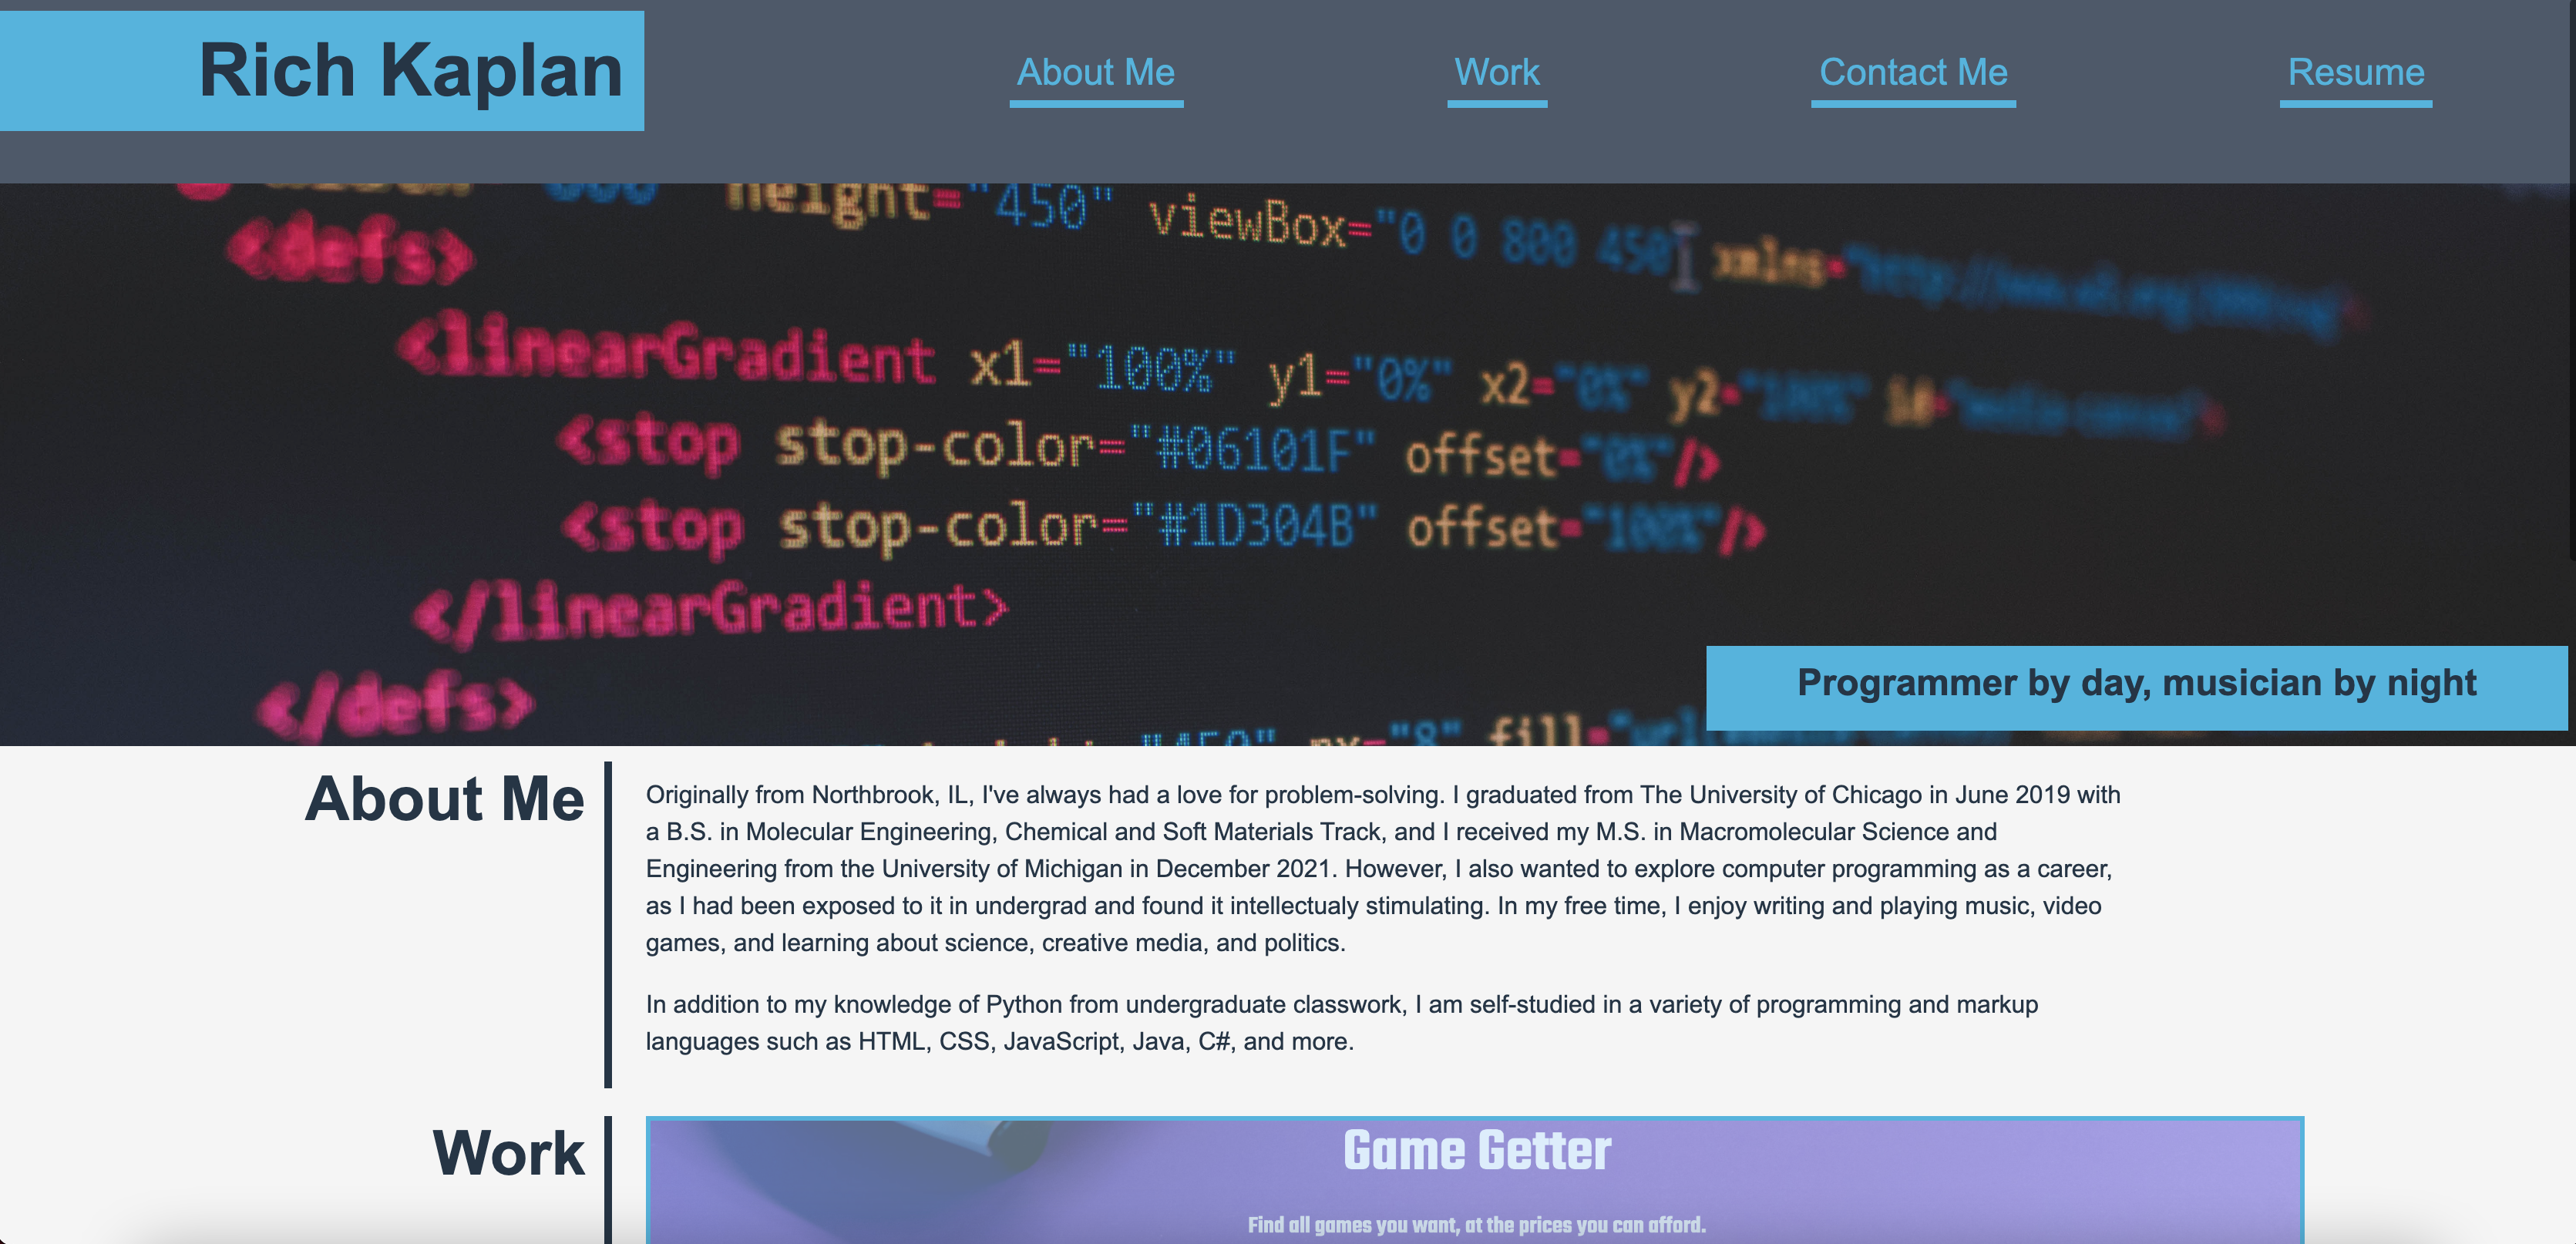 Rich Kaplan
About Me
Work
Contact Me
Resume
height="450" viewBox="0 0 800 450
<defs>
<linearGradient x1="100%" y1="0%" x2="0%" y2="100%"
<stop stop-color="#06101F" offset="0%"/>
<stop stop-color="#1D304B" offset="100%"/>
</linearGradient>
</defs>
Programmer by day, musician by night
About Me
Originally from Northbrook, IL, I've always had a love for problem-solving. I graduated from The University of Chicago in June 2019 with
a B.S. in Molecular Engineering, Chemical and Soft Materials Track, and I received my M.S. in Macromolecular Science and
Engineering from the University of Michigan in December 2021. However, I also wanted to explore computer programming as a career,
as I had been exposed to it in undergrad and found it intellectualy stimulating. In my free time, I enjoy writing and playing music, video
games, and learning about science, creative media, and politics.
In addition to my knowledge of Python from undergraduate classwork, I am self-studied in a variety of programming and markup
languages such as HTML, CSS, JavaScript, Java, C#, and more.
Work
Game Getter
Find all games you want, at the prices you can afford.